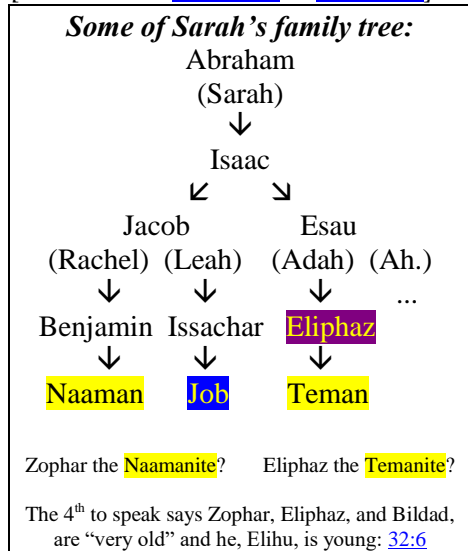 Some of Sarah’s family tree:
Abraham
(Sarah)
↓
Isaac
↙ ↘
Jacob Esau
(Rachel) (Leah) (Adah) (Ah.)
↓ ↓ ↓ ...
Benjamin Issachar Eliphaz
↓ ↓ ↓
Naaman Job Teman
Zophar the Naamanite? Eliphaz the Temanite?
The 4th to speak says Zophar, Eliphaz, and Bildad,
are “very old” and he, Elihu, is young: 32:6